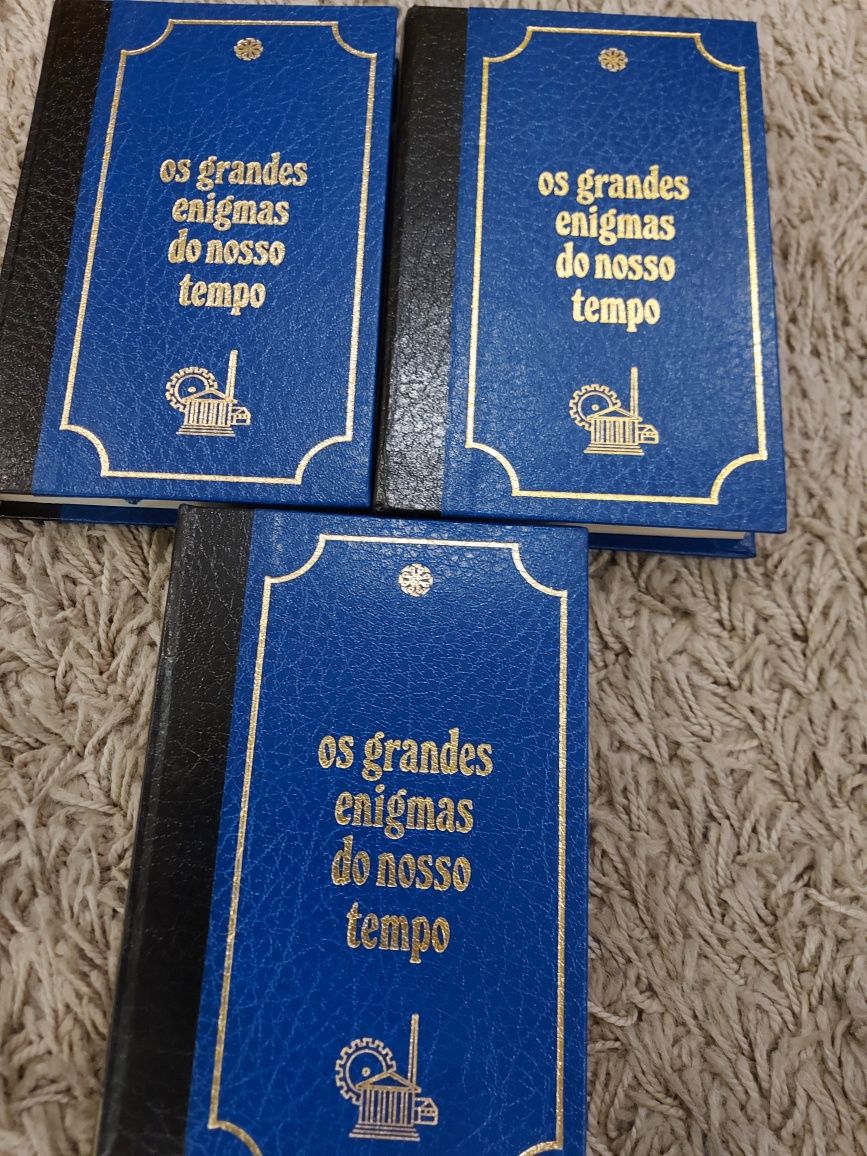 os grandes
enigmas
do nosso
tempo
os grandes
enigmas
do nosso
tempo
os grandes
enigmas
do nosso
tempo